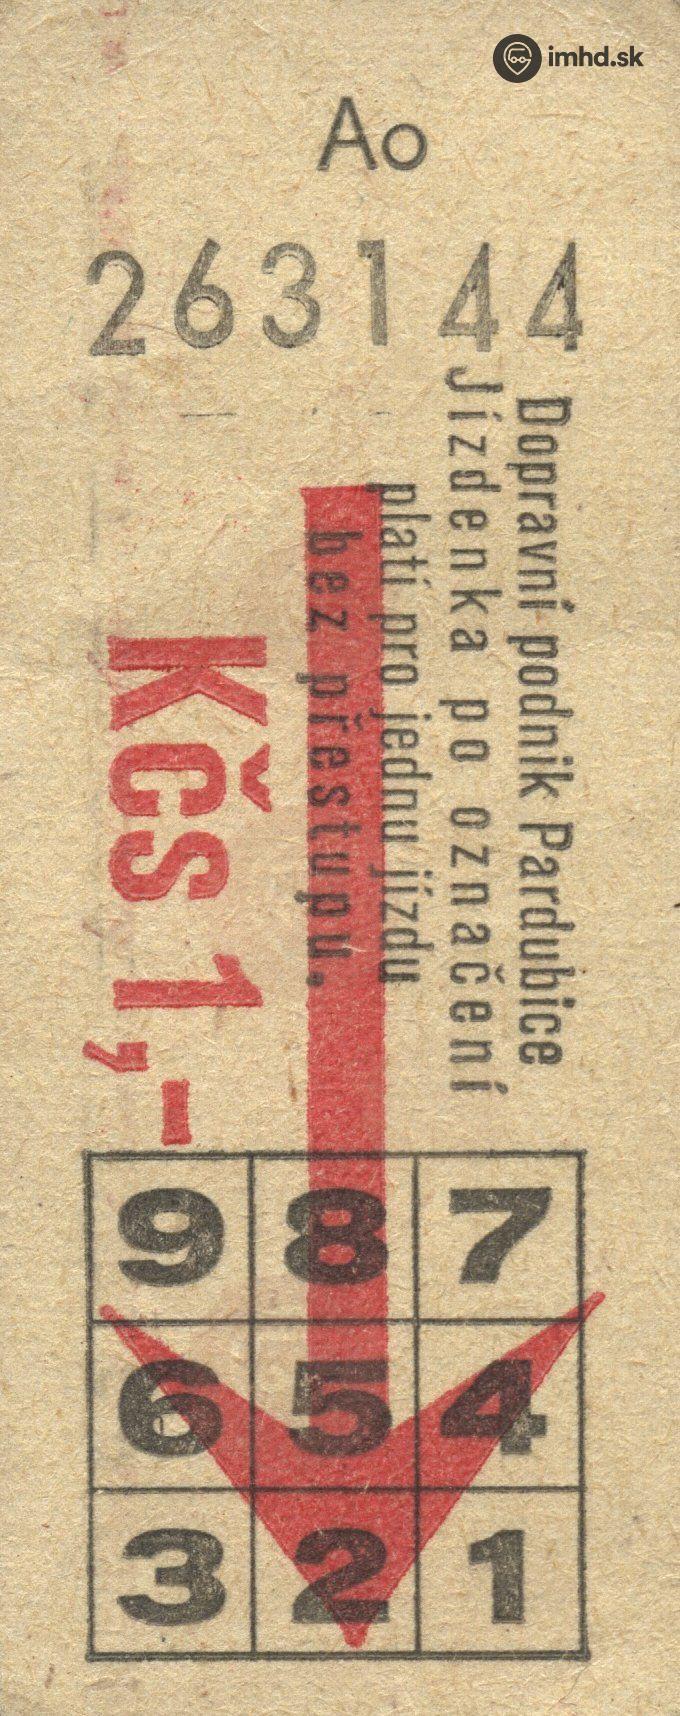 imhd.sk
Ao
263144
Dopravní podnik Pardubice
Jízdenka po označení
platí pro jednu jízdu
bez přestupu.
Kčs 1,-
9 8 7
6 5 4
3 2 1